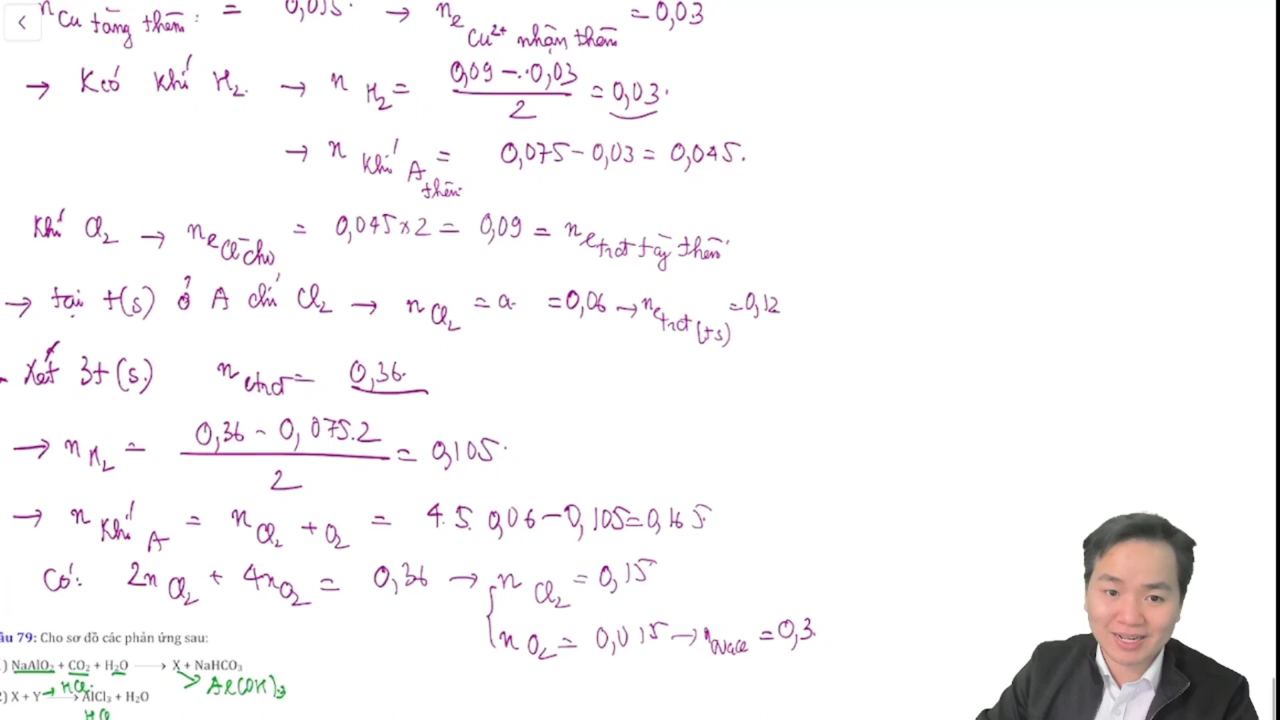 n Cu tăng thêm: = 0,015. → n e Cu²⁺ nhận thêm = 0,03
→ K có khí H₂ → n H₂ = (0,09 - 0,03)/2 = 0,03.
→ n khí A thêm = 0,075 - 0,03 = 0,045.
Khí Cl₂ → n e Cl⁻ cho = 0,045 × 2 = 0,09 = n e trđt tăng thêm
→ tại t(s) ở A chỉ Cl₂ → n Cl₂ = a = 0,06 → n e trđt (t s) = 0,12
- Xét 3t (s) n e trđ = 0,36.
→ n H₂ = (0,36 - 0,075.2)/2 = 0,105.
→ n khí A = n Cl₂ + O₂ = 4.5. 0,06 - 0,105 = 0,165
Có: 2n Cl₂ + 4n O₂ = 0,36 → { n Cl₂ = 0,15
n O₂ = 0,015 → n NaCl = 0,3
âu 79: Cho sơ đồ các phản ứng sau:
) NaAlO₂ + CO₂ + H₂O ⟶ X + NaHCO₃
Al(OH)₃
2) X + Y ⟶ AlCl₃ + H₂O
HCl
HCl